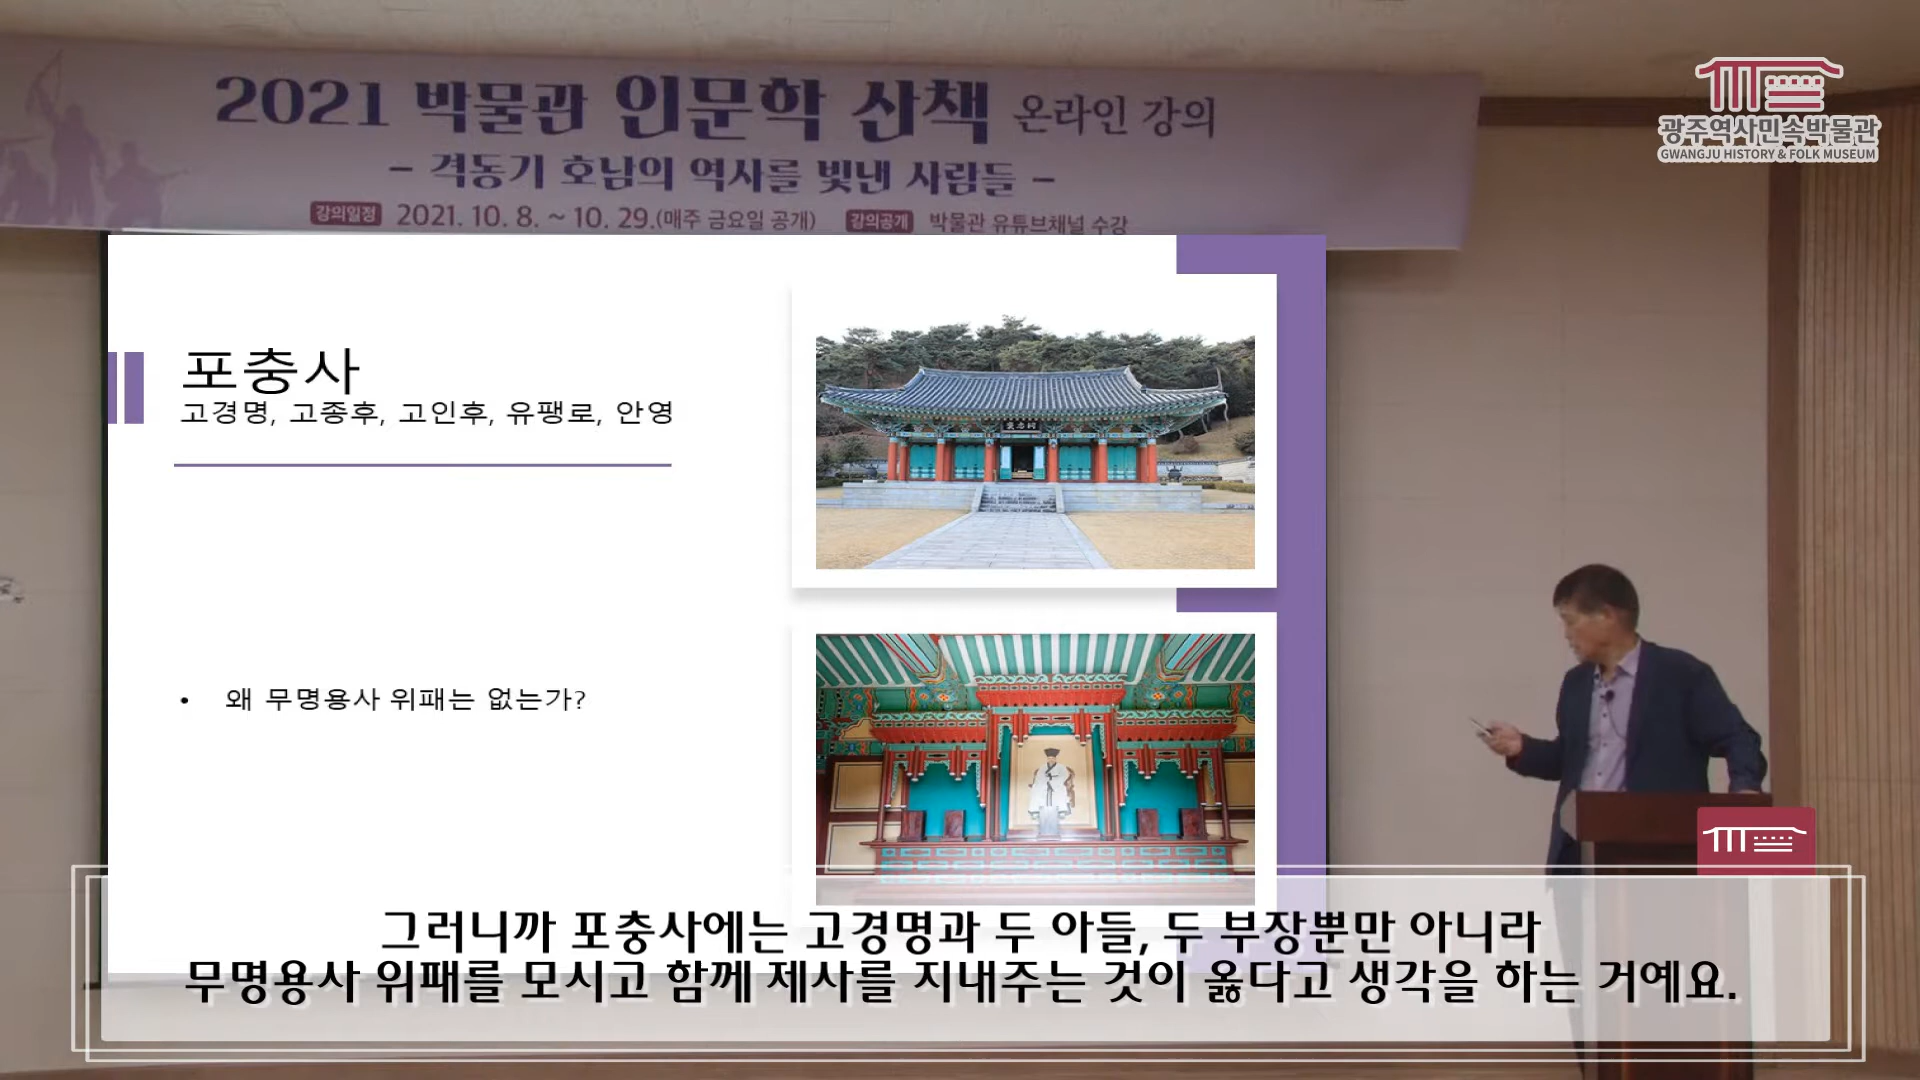 2021 박물관 인문학 산책 온라인 강의
- 격동기 호남의 역사를 빛낸 사람들 -
강의일정 2021. 10. 8. ~ 10. 29.(매주 금요일 공개) 강의공개 박물관 유튜브채널 수강
광주역사민속박물관
GWANGJU HISTORY & FOLK MUSEUM
포충사
고경명, 고종후, 고인후, 유팽로, 안영
• 왜 무명용사 위패는 없는가?
그러니까 포충사에는 고경명과 두 아들, 두 부장뿐만 아니라
무명용사 위패를 모시고 함께 제사를 지내주는 것이 옳다고 생각을 하는 거예요.